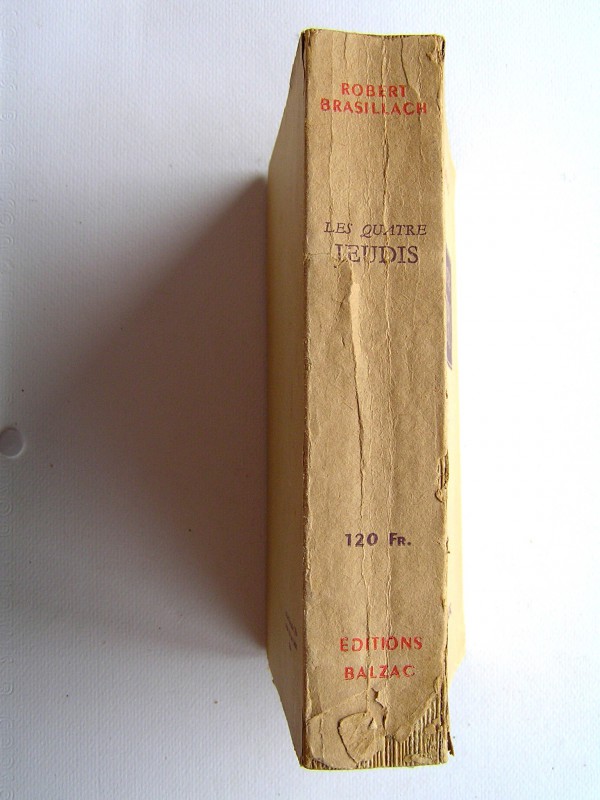 ROBERT
BRASILLACH
LES QUATRE
JEUDIS
120 FR.
EDITIONS
BALZAC